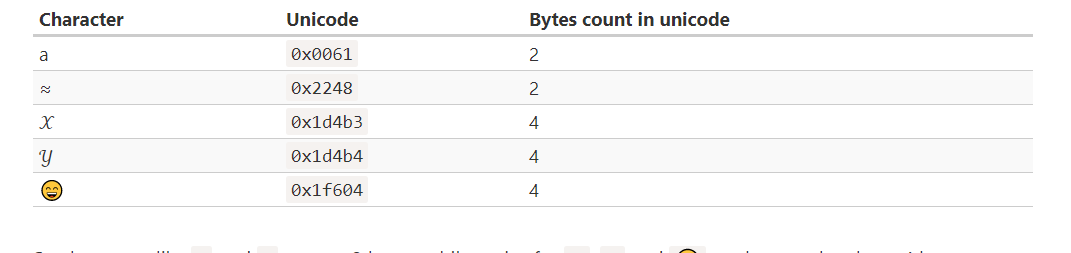 Character Unicode Bytes count in unicode
a 0x0061 2
≈ 0x2248 2
𝒳 0x1d4b3 4
𝒴 0x1d4b4 4
😄 0x1f604 4